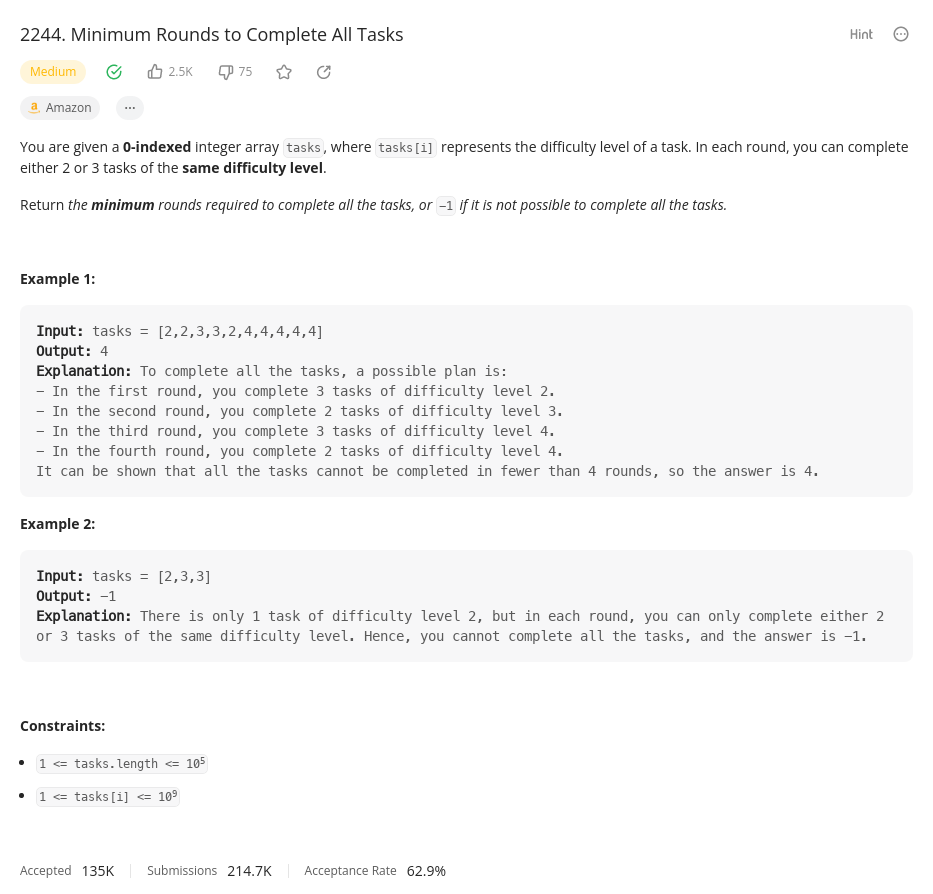 2244. Minimum Rounds to Complete All Tasks
Hint
Medium
2.5K
75
a Amazon
...
You are given a 0-indexed integer array tasks, where tasks[i] represents the difficulty level of a task. In each round, you can complete
either 2 or 3 tasks of the same difficulty level.
Return the minimum rounds required to complete all the tasks, or -1 if it is not possible to complete all the tasks.
Example 1:
Input: tasks = [2,2,3,3,2,4,4,4,4,4]
Output: 4
Explanation: To complete all the tasks, a possible plan is:
- In the first round, you complete 3 tasks of difficulty level 2.
- In the second round, you complete 2 tasks of difficulty level 3.
- In the third round, you complete 3 tasks of difficulty level 4.
- In the fourth round, you complete 2 tasks of difficulty level 4.
It can be shown that all the tasks cannot be completed in fewer than 4 rounds, so the answer is 4.
Example 2:
Input: tasks = [2,3,3]
Output: -1
Explanation: There is only 1 task of difficulty level 2, but in each round, you can only complete either 2
or 3 tasks of the same difficulty level. Hence, you cannot complete all the tasks, and the answer is -1.
Constraints:
• 1 <= tasks.length <= 10⁵
• 1 <= tasks[i] <= 10⁹
Accepted 135K Submissions 214.7K Acceptance Rate 62.9%